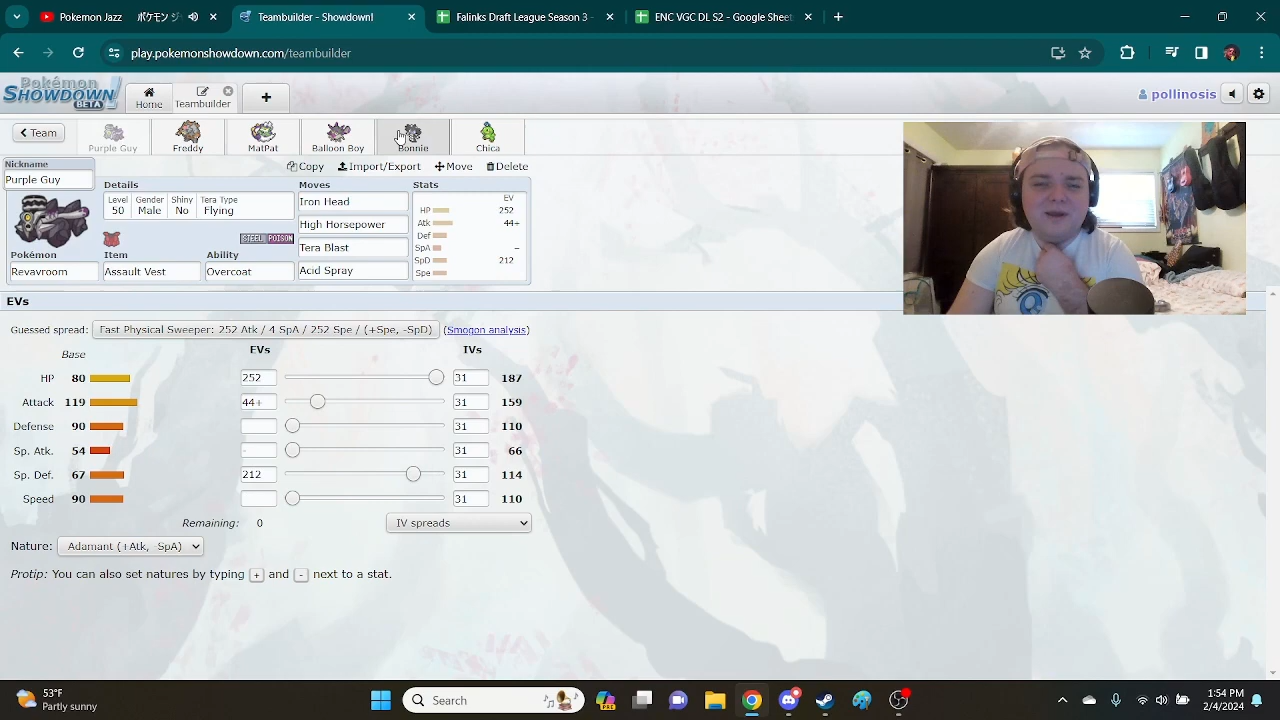 Pokemon Jazz パモン ジ
Teambuilder - Showdown!
Falinks Draft League Season 3 -
ENC VGC DL S2 - Google Sheet
play.pokemonshowdown.com/teambuilder
Pokémon
SHOWDOWN!
BETA
Home
Teambuilder
pollinosis
Team
Purple Guy
Freddy
MatPat
Balloon Boy
Bonnie
Chica
Copy
Import/Export
Move
Delete
Nickname
Purple Guy
Details
Level Gender Shiny Tera Type
50 Male No Flying
STEEL POISON
Pokémon
Revavroom
Item
Assault Vest
Ability
Overcoat
Moves
Iron Head
High Horsepower
Tera Blast
Acid Spray
Stats
EV
HP 252
Atk 44+
Def
SpA –
SpD 212
Spe
EVs
Guessed spread: Fast Physical Sweeper: 252 Atk / 4 SpA / 252 Spe / (+Spe, -SpD) (Smogon analysis)
Base EVs IVs
HP 80 252 31 187
Attack 119 44+ 31 159
Defense 90 31 110
Sp. Atk. 54 - 31 66
Sp. Def. 67 212 31 114
Speed 90 31 110
Remaining: 0 IV spreads
Nature: Adamant (+Atk, SpA)
Protip: You can also set natures by typing + and - next to a stat.
53°F
Partly sunny
Search
PRE
1:54 PM
2/4/2024